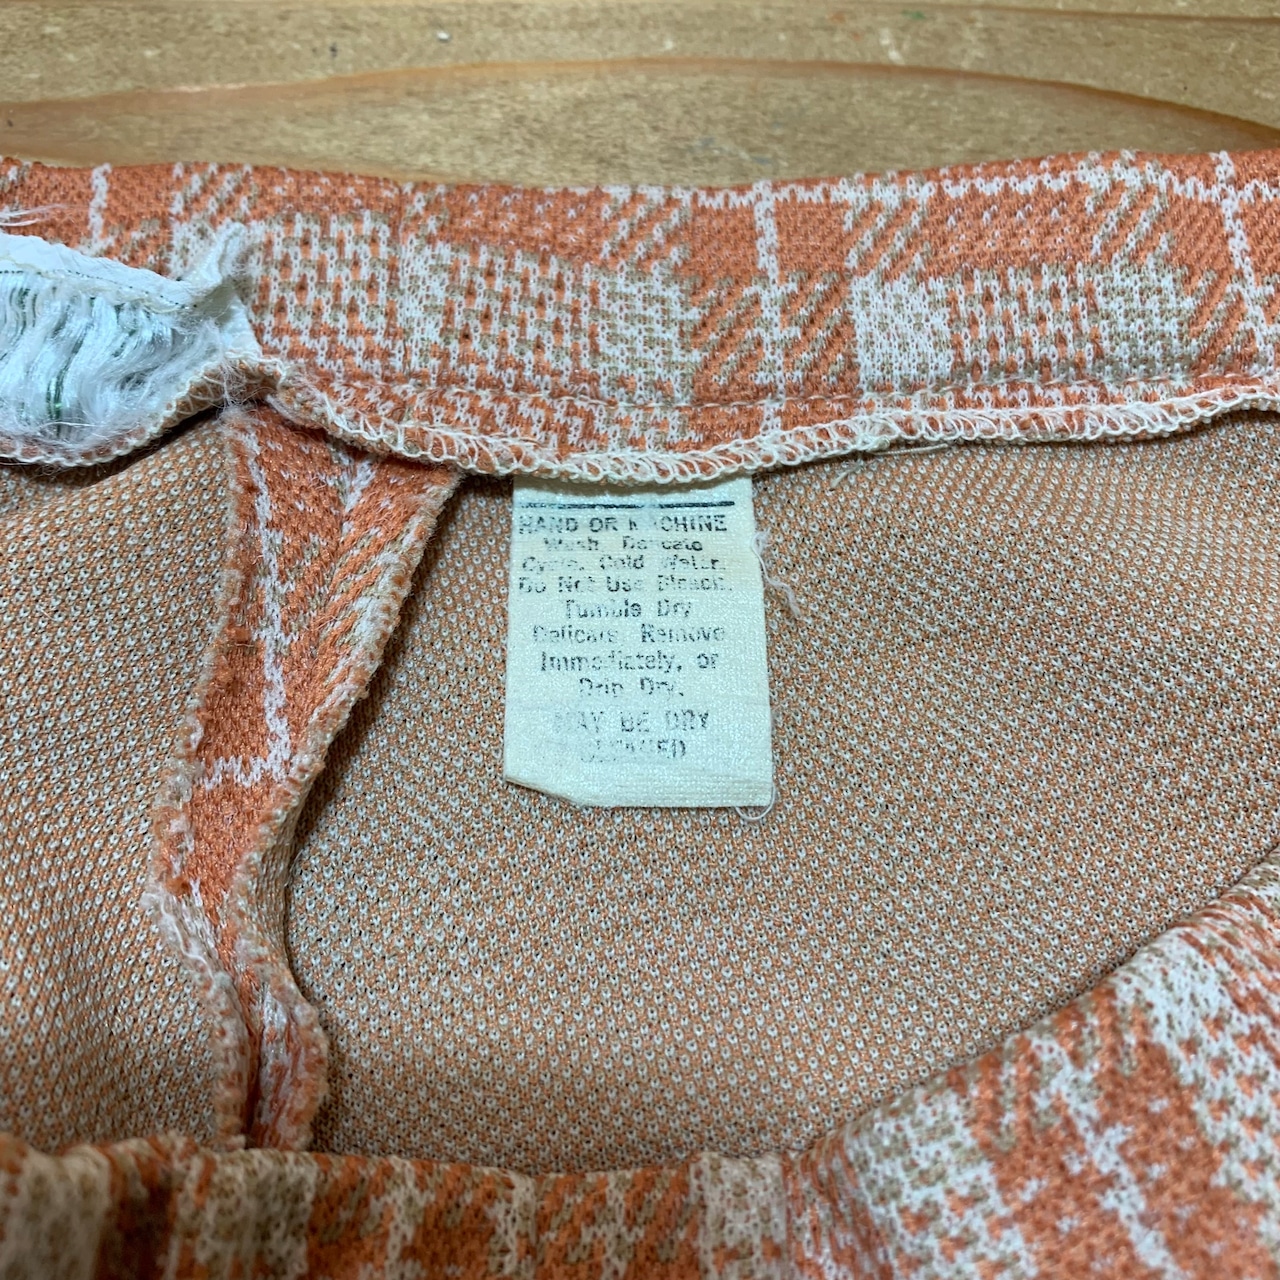 HAND OR MACHINE
Wash, Delicate
Cycle, Cold Water.
Do Not Use Bleach.
Tumble Dry
Delicate, Remove
Immediately, or
Drip Dry.
MAY BE DRY
CLEANED